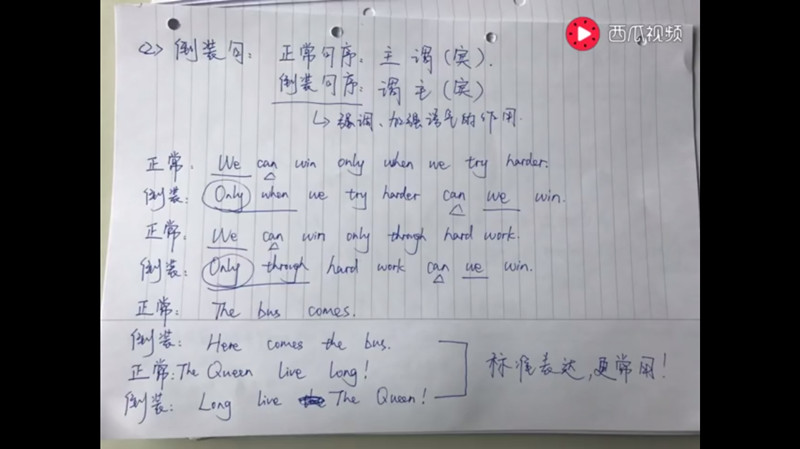 西瓜视频
<2> 倒装句: 正常句序: 主 谓 (宾).
倒装句序: 谓 主 (宾)
↳ 强调、加强语气的作用.
正常: We can win only when we try harder.
倒装: Only when we try harder can we win.
正常: We can win only through hard work.
倒装: Only through hard work can we win.
正常: The bus comes.
倒装: Here comes the bus.
正常: The Queen live long!
倒装: Long live The Queen!
标准表达,更常用!